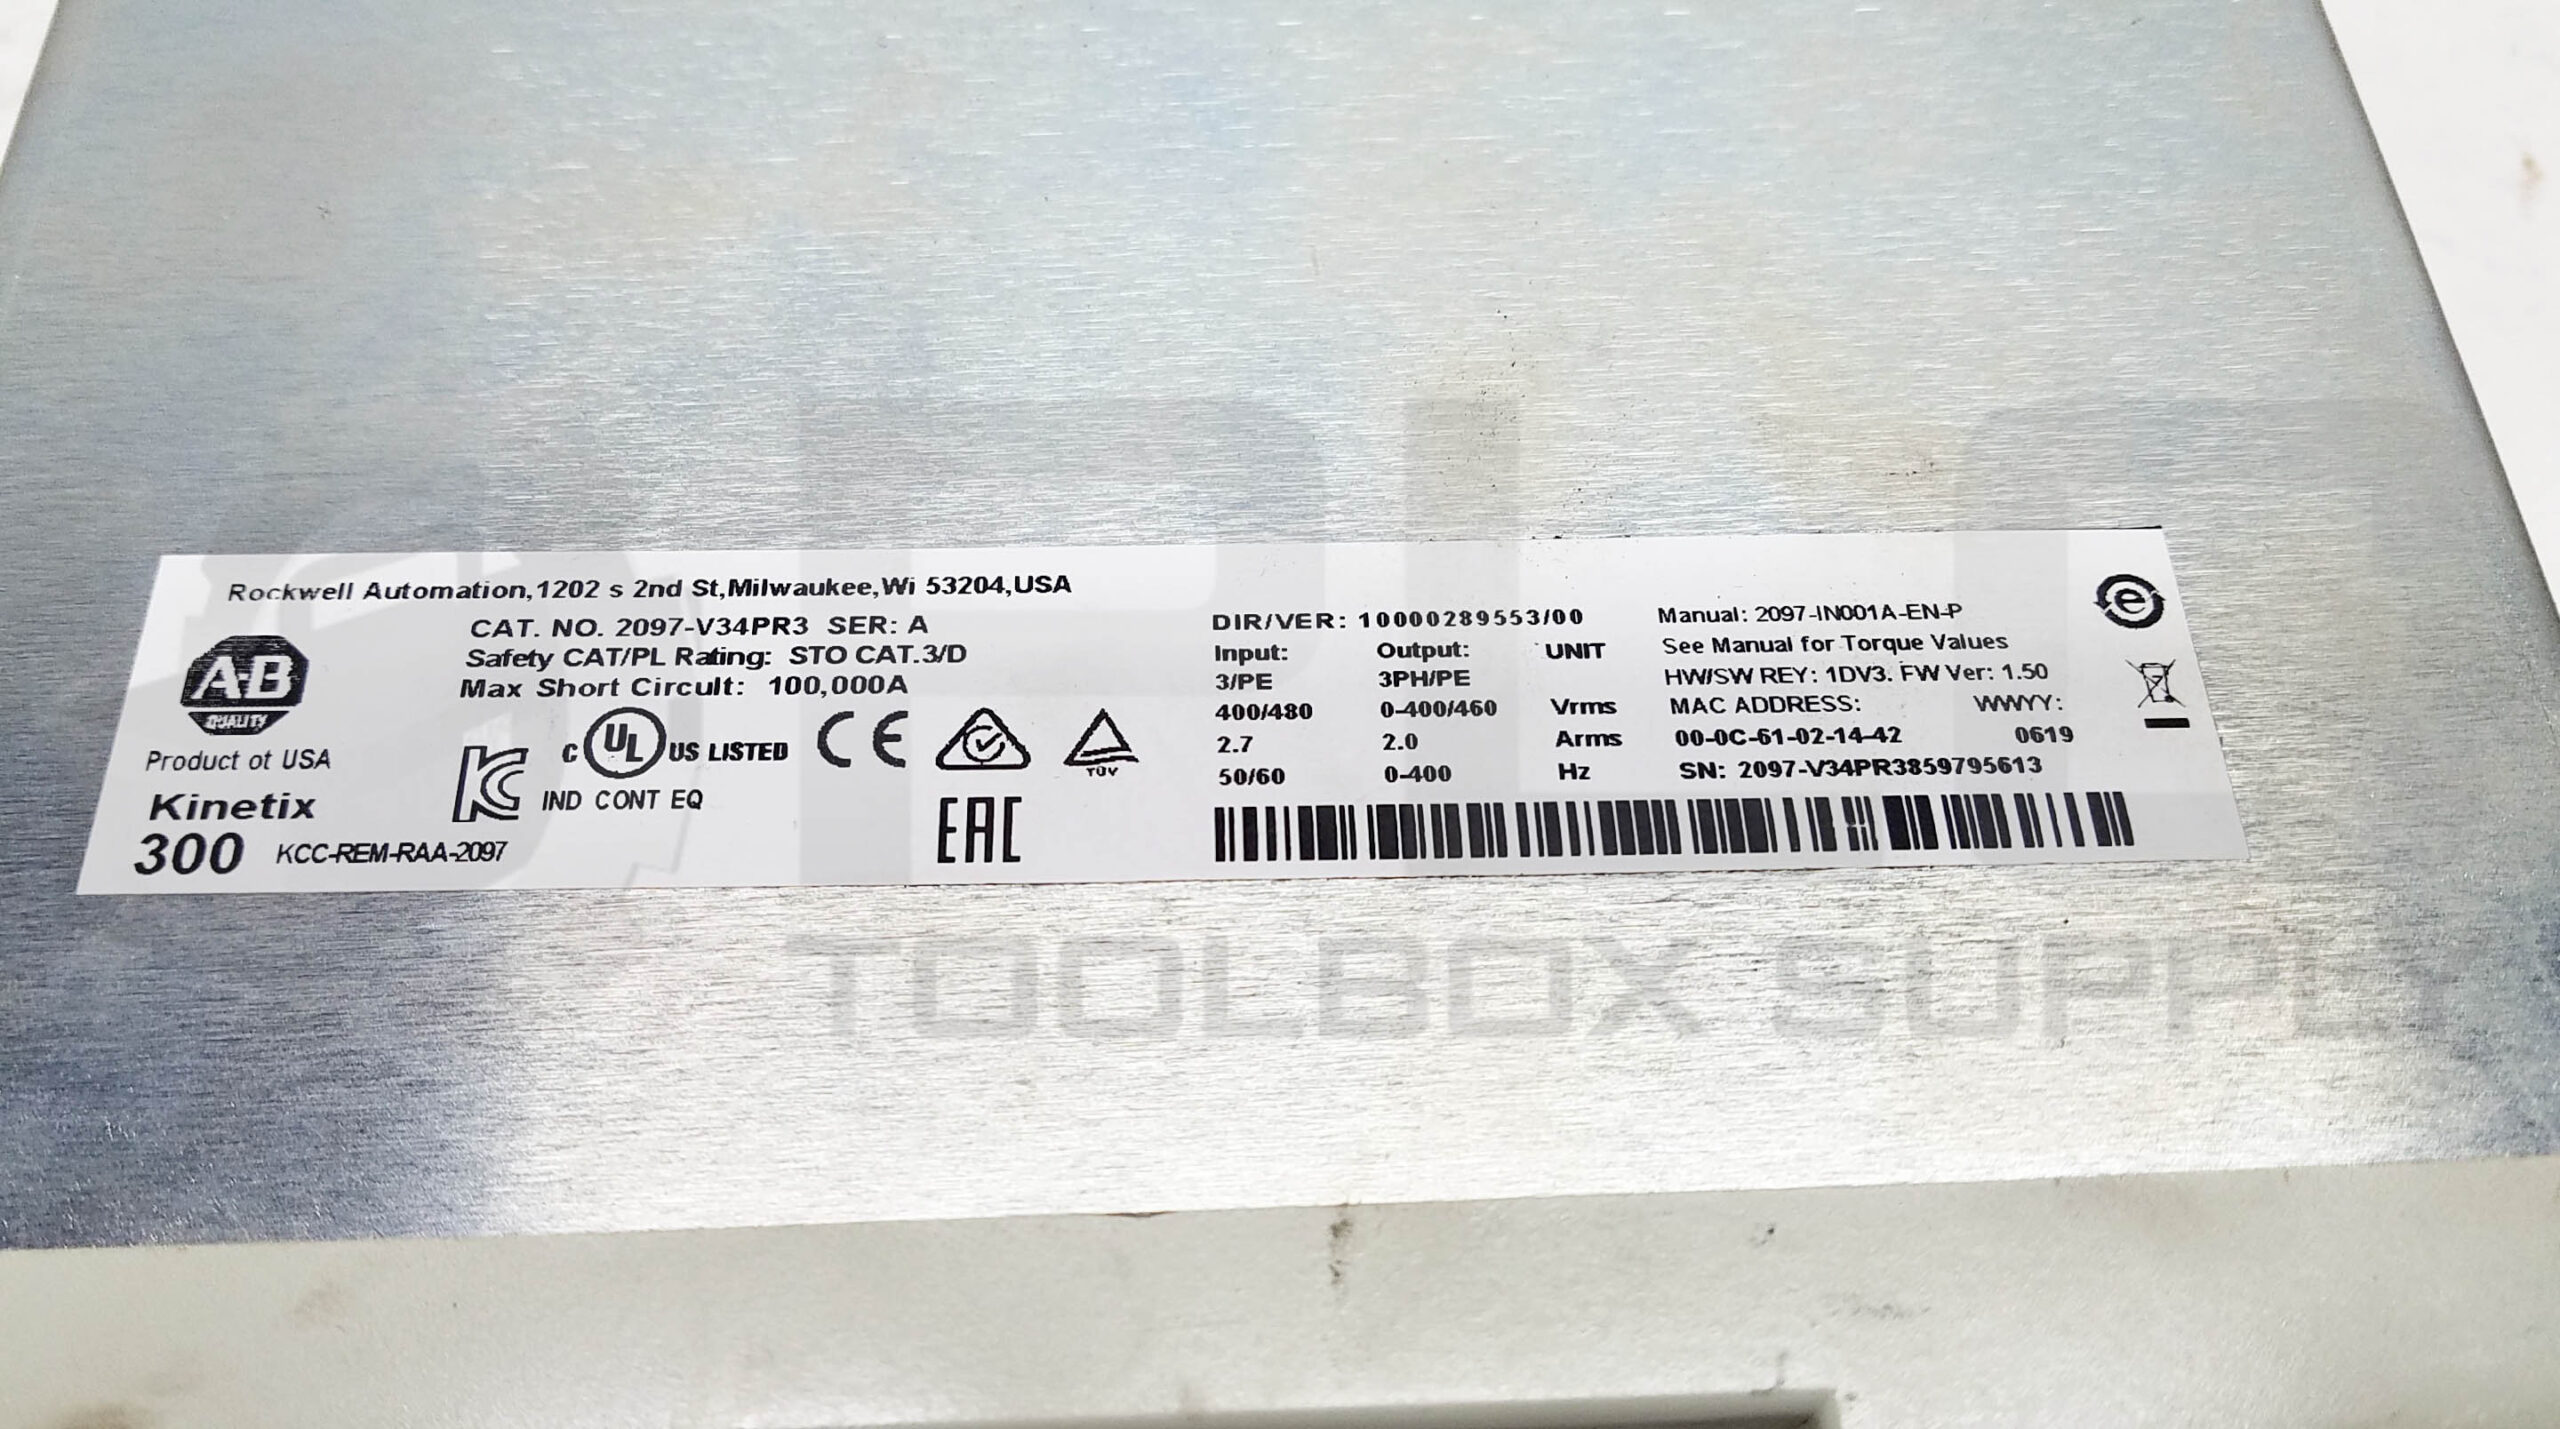 Rockwell Automation,1202 s 2nd St,Milwaukee,Wi 53204,USA
CAT. NO. 2097-V34PR3 SER: A
Safety CAT/PL Rating: STO CAT.3/D
Max Short Circult: 100,000A
A-B
QUALITY
Product ot USA
Kinetix
300 KCC-REM-RAA-2097
C UL US LISTED CE
TÜV
KC IND CONT EQ
EAC
DIR/VER: 10000289553/00
Input: Output: UNIT
3/PE 3PH/PE
400/480 0-400/460 Vrms
2.7 2.0 Arms
50/60 0-400 Hz
Manual: 2097-IN001A-EN-P
See Manual for Torque Values
HW/SW REY: 1DV3. FW Ver: 1.50
MAC ADDRESS: WWYY:
00-0C-61-02-14-42 0619
SN: 2097-V34PR3859795613
e
PLC
TOOLBOX SUPPLY